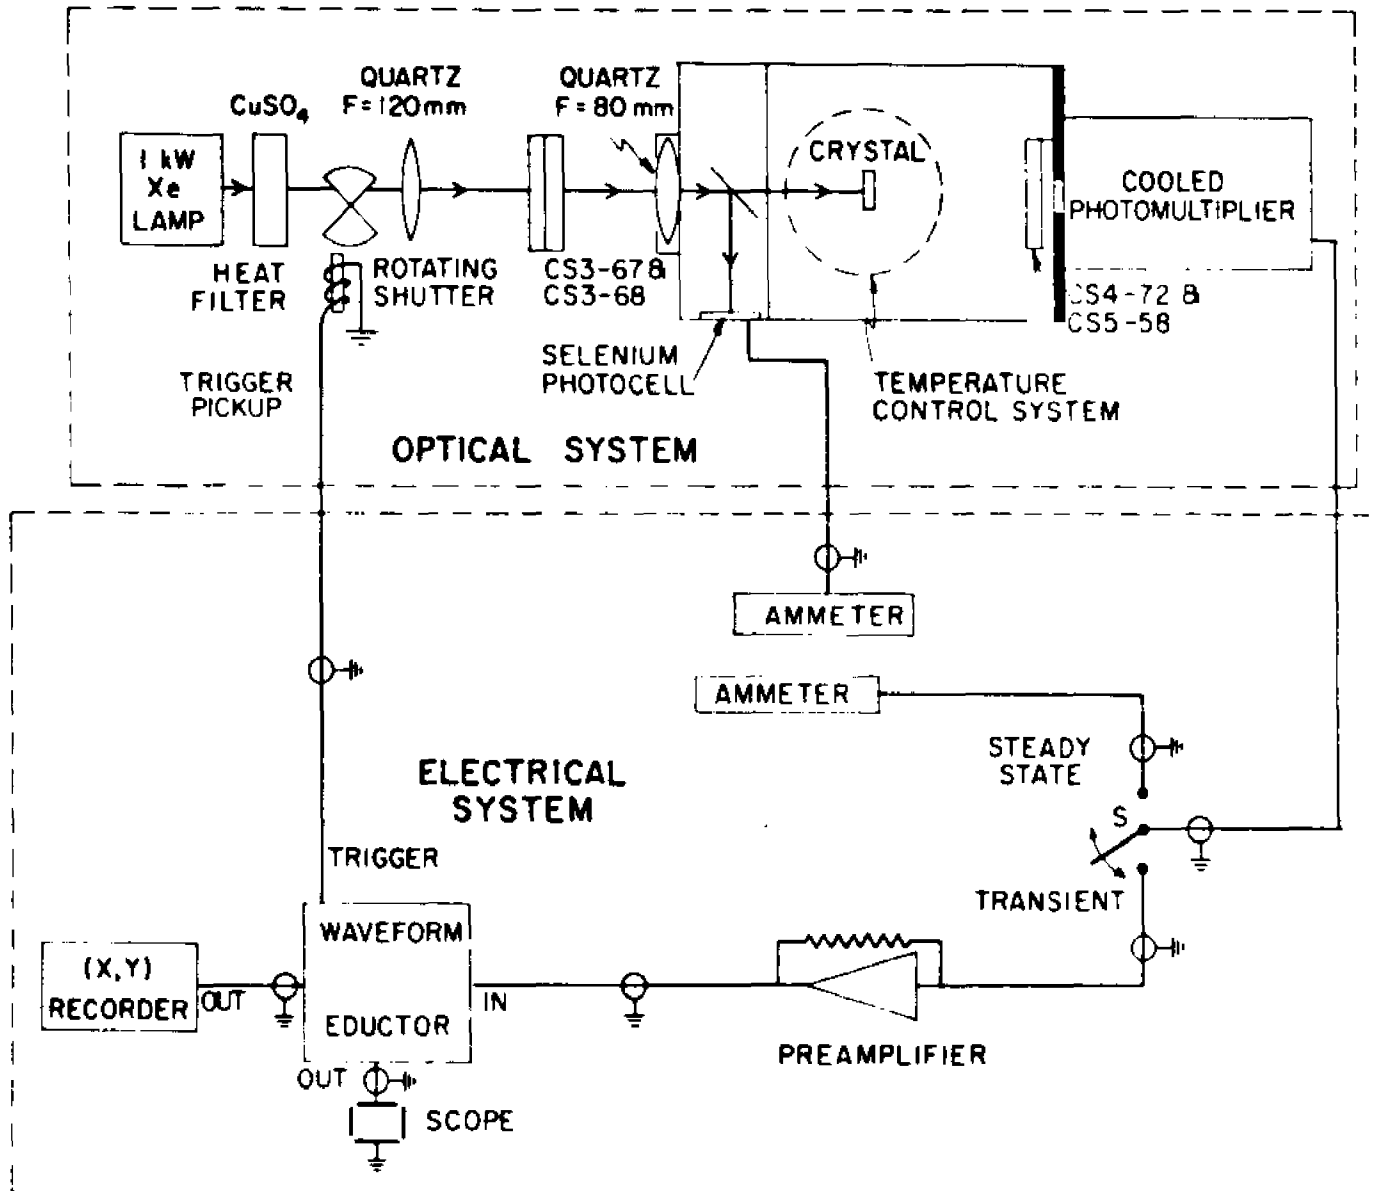 CuSO4
QUARTZ
F=120mm
QUARTZ
F=80mm
1 kW
Xe
LAMP
CRYSTAL
COOLED
PHOTOMULTIPLIER
HEAT
FILTER
ROTATING
SHUTTER
CS3-67&
CS3-68
CS4-72 &
CS5-58
TRIGGER
PICKUP
SELENIUM
PHOTOCELL
TEMPERATURE
CONTROL SYSTEM
OPTICAL SYSTEM
AMMETER
AMMETER
STEADY
STATE
ELECTRICAL
SYSTEM
S
TRIGGER
TRANSIENT
WAVEFORM
EDUCTOR
(X,Y)
RECORDER
OUT
IN
PREAMPLIFIER
OUT
SCOPE